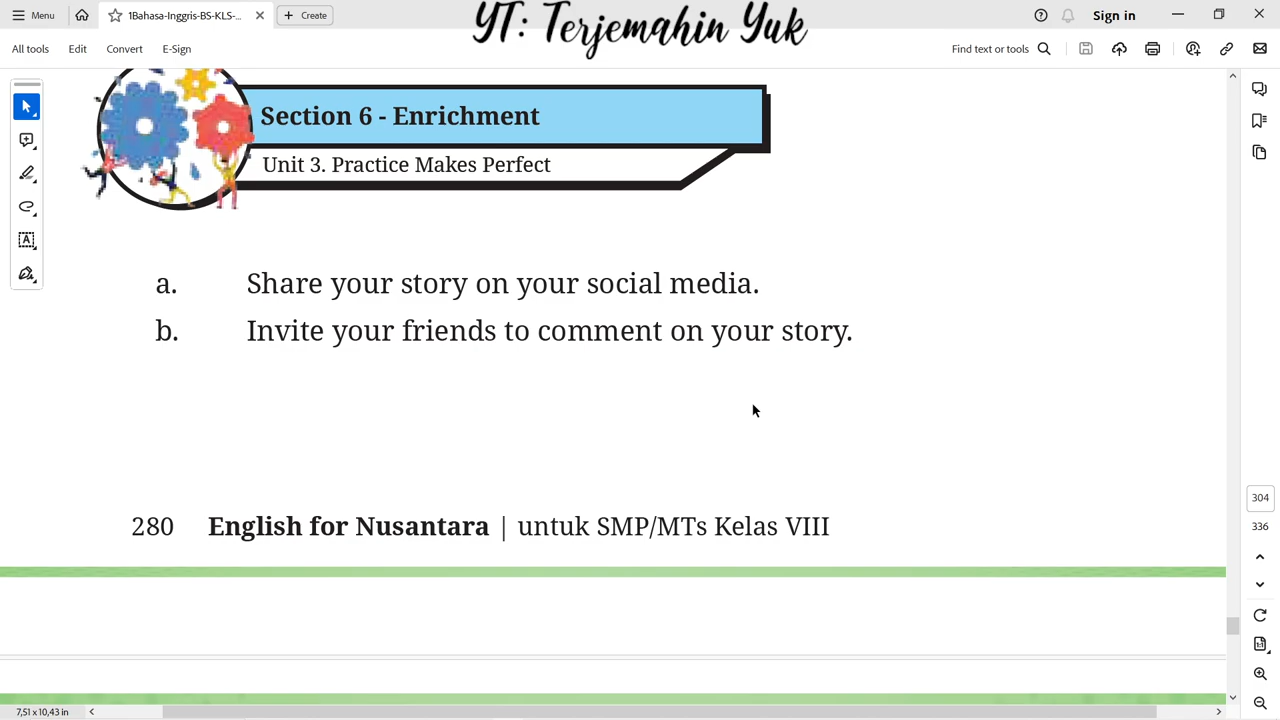 Menu
1Bahasa-Inggris-BS-KLS-...
Create
YT: Terjemahin Yuk
Sign in
All tools
Edit
Convert
E-Sign
Find text or tools
Section 6 - Enrichment
Unit 3. Practice Makes Perfect
a. Share your story on your social media.
b. Invite your friends to comment on your story.
304
336
280 English for Nusantara | untuk SMP/MTs Kelas VIII
7,51 x 10,43 in